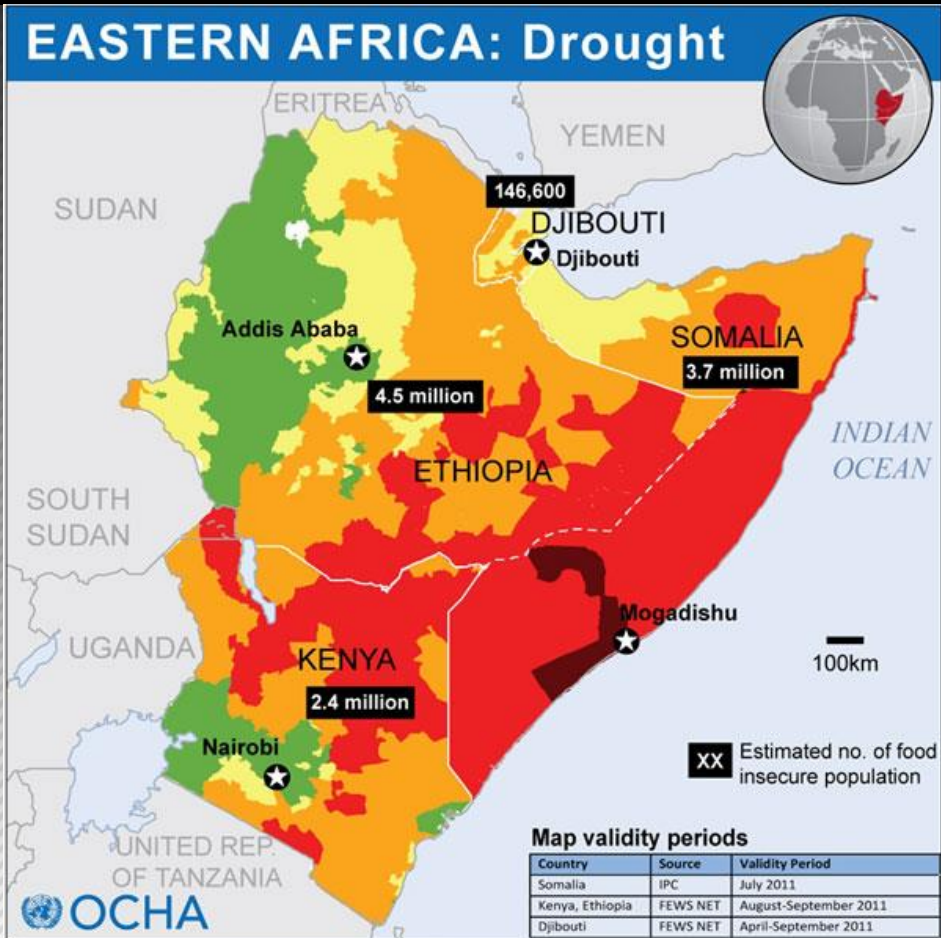 EASTERN AFRICA: Drought
ERITREA
YEMEN
SUDAN
146,600
DJIBOUTI
Djibouti
Addis Ababa
SOMALIA
3.7 million
4.5 million
INDIAN
OCEAN
ETHIOPIA
SOUTH
SUDAN
Mogadishu
UGANDA
KENYA
100km
2.4 million
Nairobi
XX Estimated no. of food
insecure population
UNITED REP.
OF TANZANIA
Map validity periods
Country Source Validity Period
Somalia IPC July 2011
Kenya, Ethiopia FEWS NET August-September 2011
Djibouti FEWS NET April-September 2011
OCHA